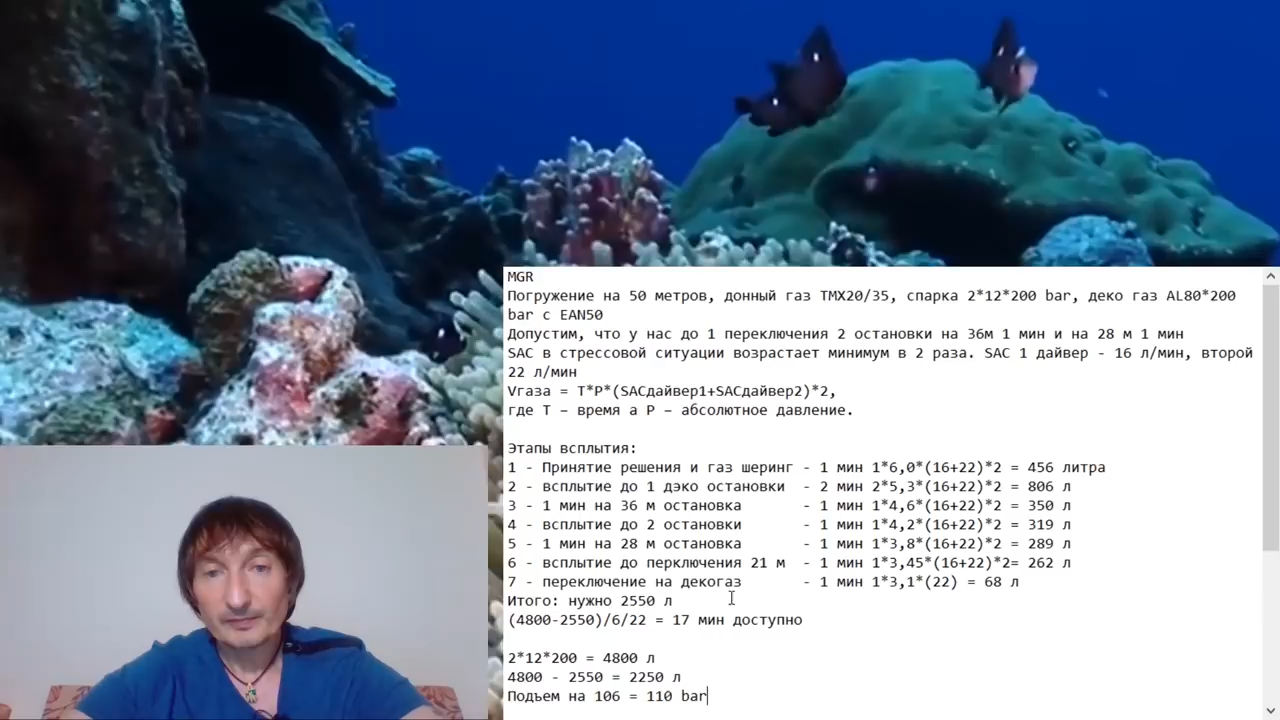 MGR
Погружение на 50 метров, донный газ TMX20/35, спарка 2*12*200 bar, деко газ AL80*200
bar с EAN50
Допустим, что у нас до 1 переключения 2 остановки на 36м 1 мин и на 28 м 1 мин
SAC в стрессовой ситуации возрастает минимум в 2 раза. SAC 1 дайвер - 16 л/мин, второй
22 л/мин
Vгаза = T*P*(SACдайвер1+SACдайвер2)*2,
где T – время а P – абсолютное давление.
Этапы всплытия:
1 - Принятие решения и газ шеринг - 1 мин 1*6,0*(16+22)*2 = 456 литра
2 - всплытие до 1 дэко остановки - 2 мин 2*5,3*(16+22)*2 = 806 л
3 - 1 мин на 36 м остановка - 1 мин 1*4,6*(16+22)*2 = 350 л
4 - всплытие до 2 остановки - 1 мин 1*4,2*(16+22)*2 = 319 л
5 - 1 мин на 28 м остановка - 1 мин 1*3,8*(16+22)*2 = 289 л
6 - всплытие до перключения 21 м - 1 мин 1*3,45*(16+22)*2= 262 л
7 - переключение на декогаз - 1 мин 1*3,1*(22) = 68 л
Итого: нужно 2550 л
(4800-2550)/6/22 = 17 мин доступно
2*12*200 = 4800 л
4800 - 2550 = 2250 л
Подъем на 106 = 110 bar